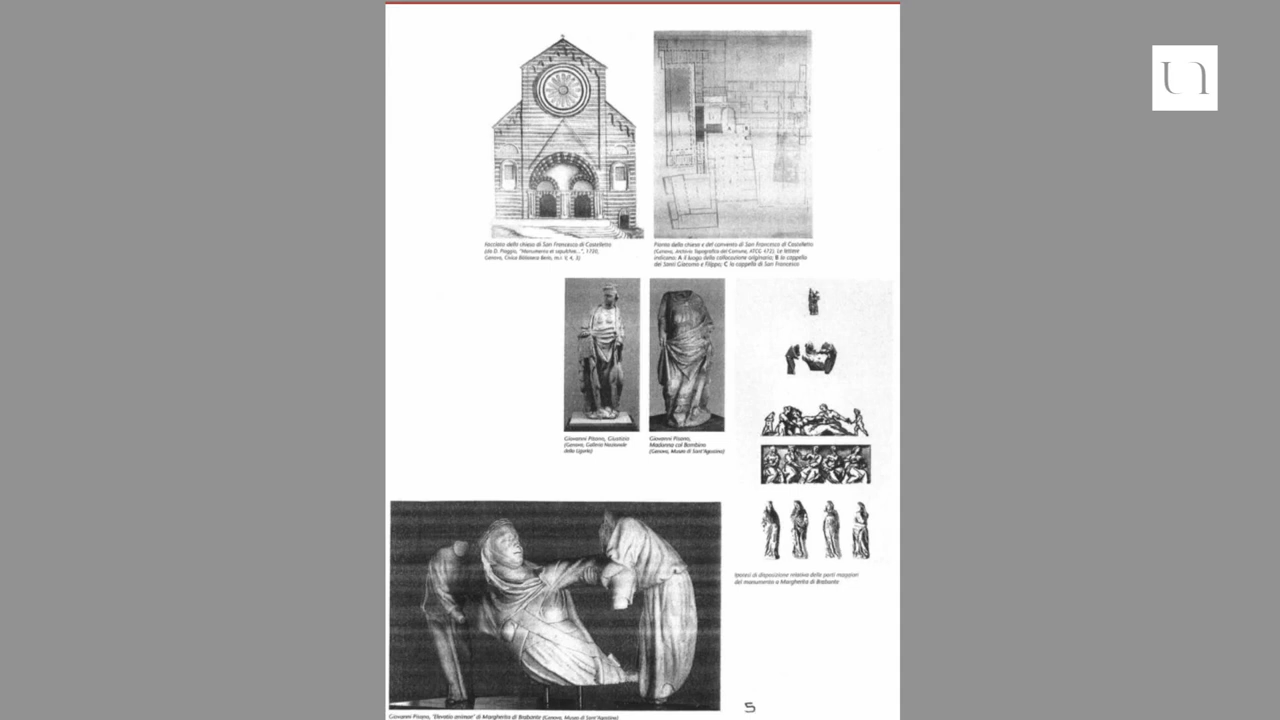 Facciata della chiesa di San Francesco di Castelletto
(da D. Piaggio, "Monumenta et sepulchra...", 1720,
Genova, Civica Biblioteca Berio, m.r. V, 4, 3)
Pianta della chiesa e del convento di San Francesco di Castelletto
(Genova, Archivio Topografico del Comune, ATCG 472). Le lettere
indicano: A il luogo della collocazione originaria; B la cappella
dei Santi Giacomo e Filippo; C la cappella di San Francesco
Giovanni Pisano, Giustizia
(Genova, Galleria Nazionale
della Liguria)
Giovanni Pisano,
Madonna col Bambino
(Genova, Museo di Sant'Agostino)
Ipotesi di disposizione relativa delle parti maggiori
del monumento a Margherita di Brabante
Giovanni Pisano, "Elevatio animae" di Margherita di Brabante (Genova, Museo di Sant'Agostino)
5